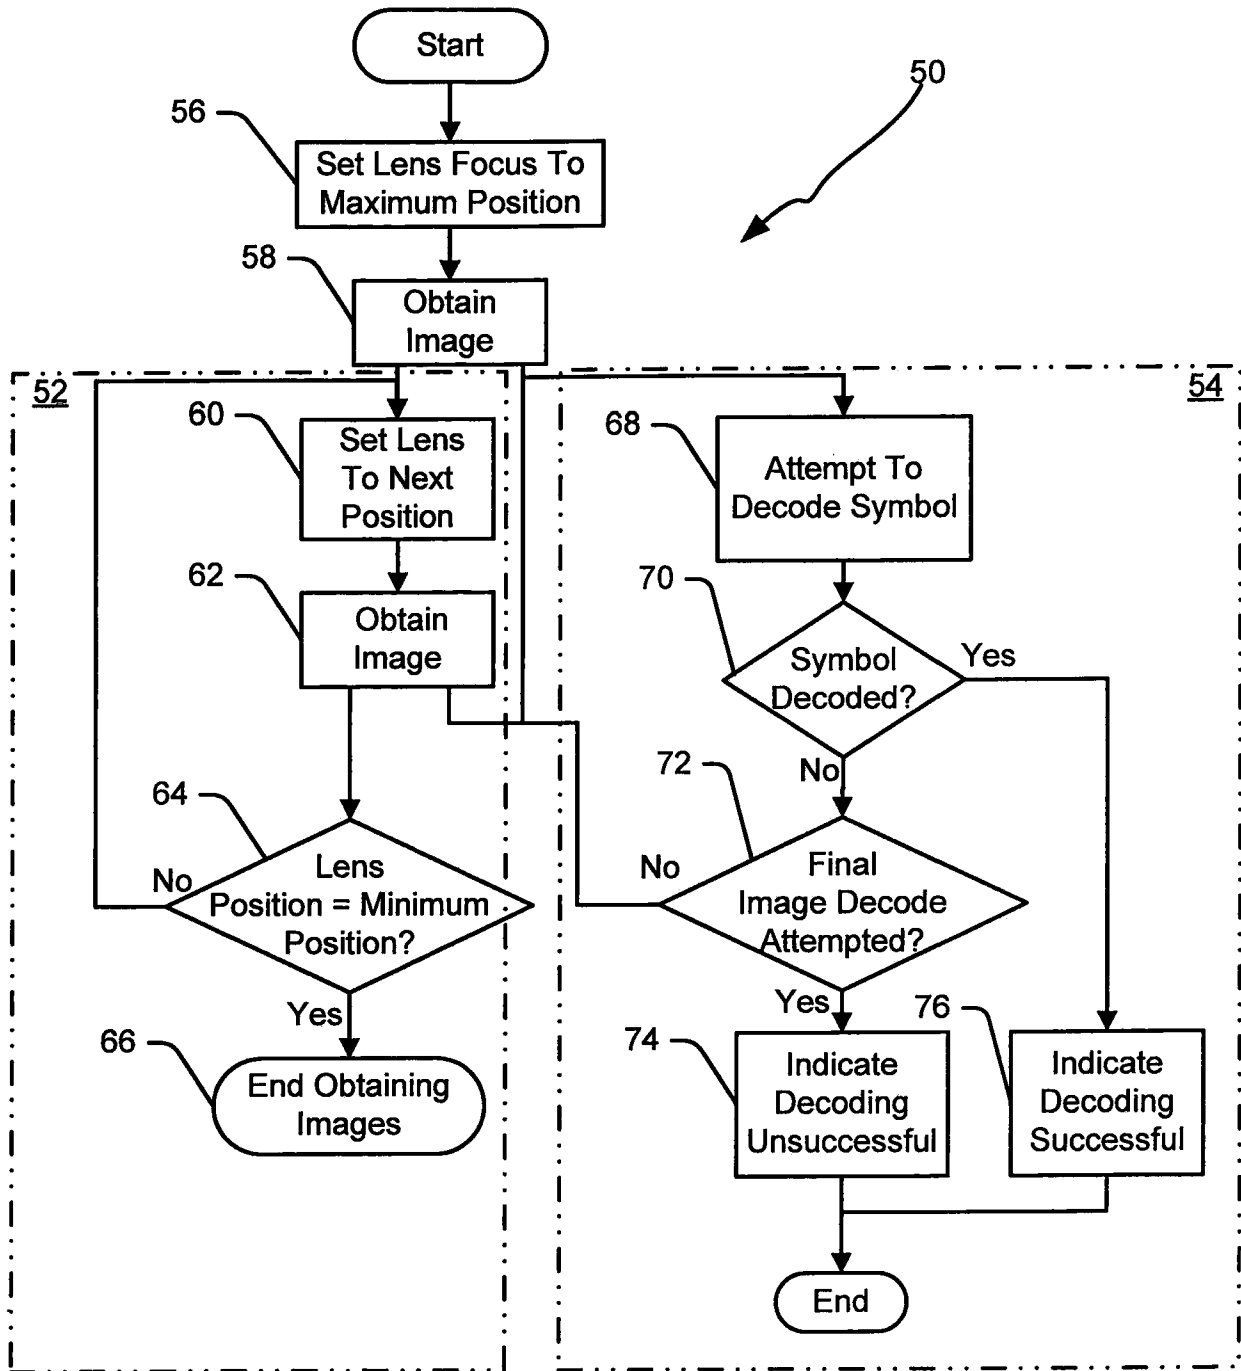 Start
50
56
Set Lens Focus To
Maximum Position
58
Obtain
Image
52
54
60
Set Lens
To Next
Position
68
Attempt To
Decode Symbol
62
Obtain
Image
70
Symbol
Decoded?
Yes
No
64
Lens
Position = Minimum
Position?
No
72
Final
Image Decode
Attempted?
No
Yes
66
End Obtaining
Images
Yes
74
Indicate
Decoding
Unsuccessful
76
Indicate
Decoding
Successful
End